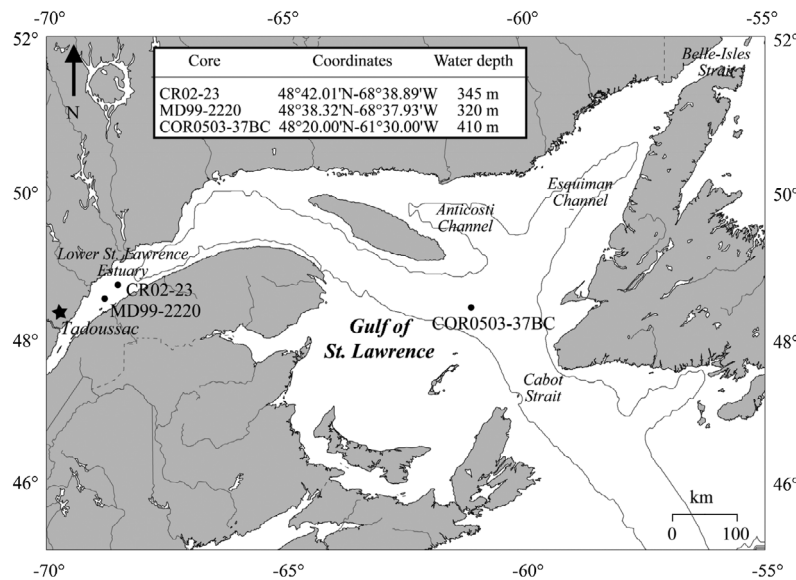 -70°
-65°
-60°
-55°
52°
52°
N
Core Coordinates Water depth
CR02-23 48°42.01'N-68°38.89'W 345 m
MD99-2220 48°38.32'N-68°37.93'W 320 m
COR0503-37BC 48°20.00'N-61°30.00'W 410 m
Belle-Isles
Strait
50°
50°
Esquiman
Channel
Anticosti
Channel
Lower St. Lawrence
Estuary
CR02-23
MD99-2220
Tadoussac
COR0503-37BC
Gulf of
St. Lawrence
48°
48°
Cabot
Strait
46°
46°
km
0 100
-70°
-65°
-60°
-55°